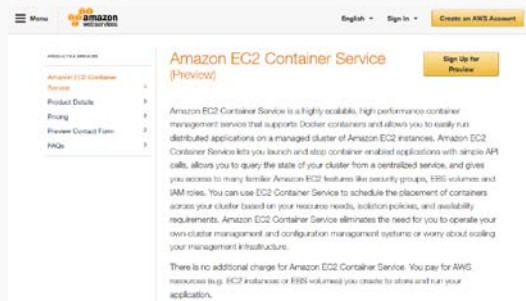 Menu
amazon
web services
English
Sign In
Create an AWS Account
PRODUCTS & SERVICES
Amazon EC2 Container
Service
Product Details
Pricing
Preview Contact Form
FAQs
Amazon EC2 Container Service
(Preview)
Sign Up for
Preview
Amazon EC2 Container Service is a highly scalable, high performance container
management service that supports Docker containers and allows you to easily run
distributed applications on a managed cluster of Amazon EC2 instances. Amazon EC2
Container Service lets you launch and stop container-enabled applications with simple API
calls, allows you to query the state of your cluster from a centralized service, and gives
you access to many familiar Amazon EC2 features like security groups, EBS volumes and
IAM roles. You can use EC2 Container Service to schedule the placement of containers
across your cluster based on your resource needs, isolation policies, and availability
requirements. Amazon EC2 Container Service eliminates the need for you to operate your
own cluster management and configuration management systems or worry about scaling
your management infrastructure.
There is no additional charge for Amazon EC2 Container Service. You pay for AWS
resources (e.g. EC2 instances or EBS volumes) you create to store and run your
application.